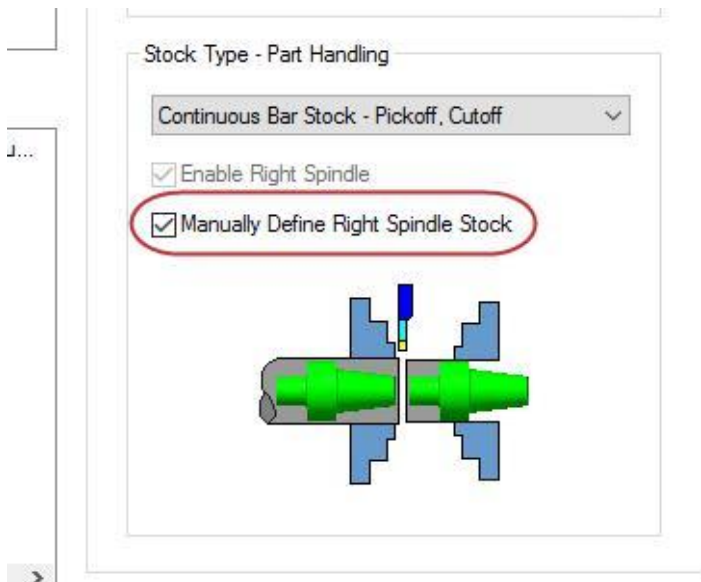 Stock Type - Part Handling
Continuous Bar Stock - Pickoff, Cutoff
Enable Right Spindle
Manually Define Right Spindle Stock